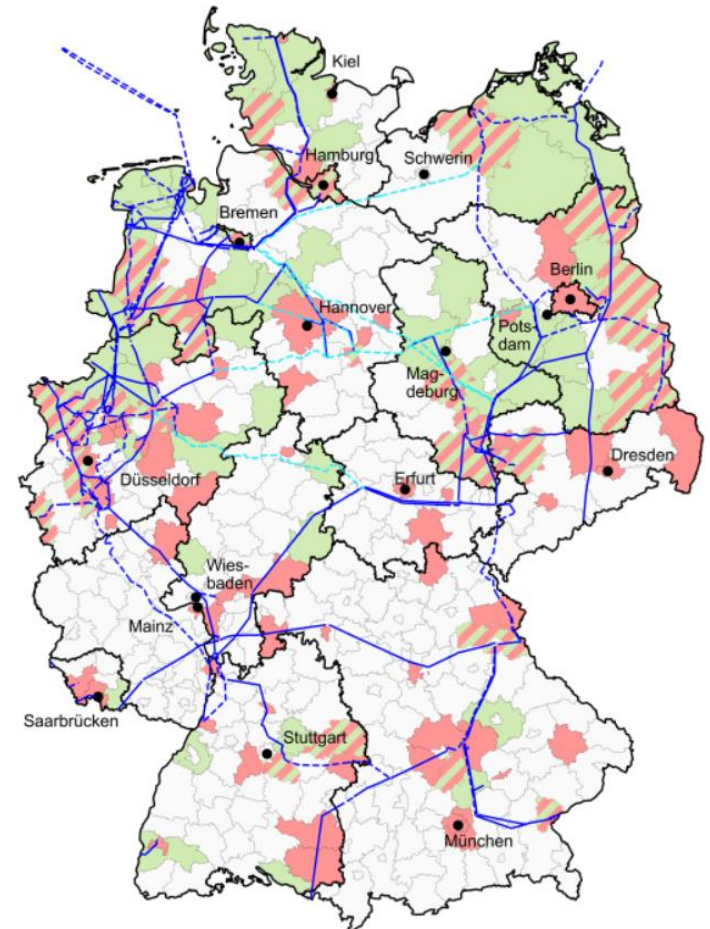 Kiel
Hamburg
Schwerin
Bremen
Berlin
Hannover
Pots-
dam
Mag-
deburg
Düsseldorf
Erfurt
Dresden
Wies-
baden
Mainz
Saarbrücken
Stuttgart
München